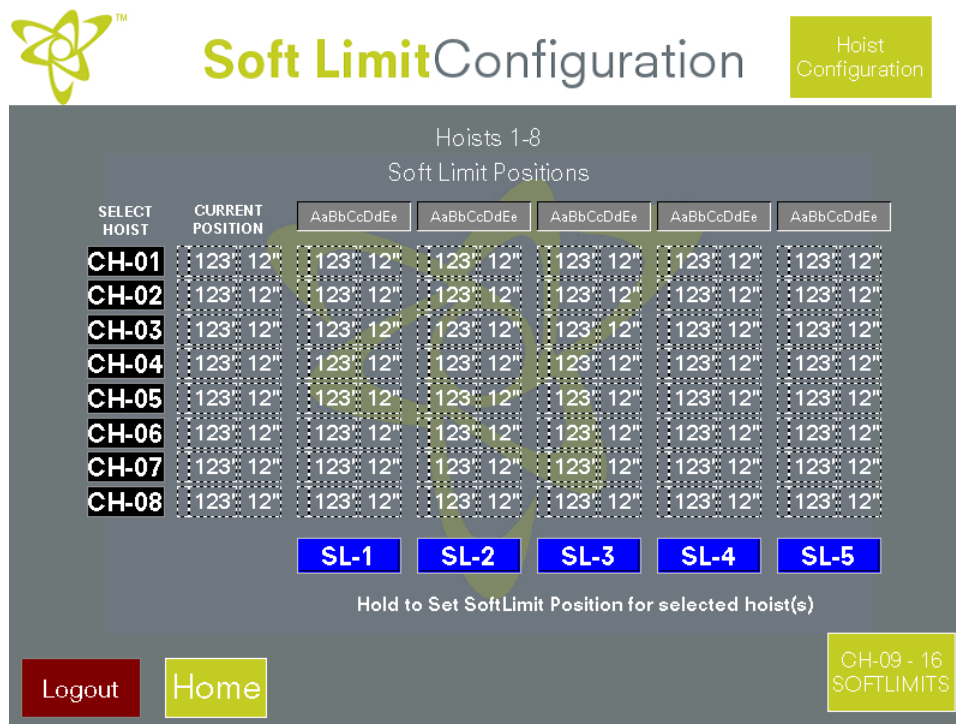 TM
Soft LimitConfiguration
Hoist
Configuration
Hoists 1-8
Soft Limit Positions
SELECT
HOIST
CURRENT
POSITION
AaBbCcDdEe AaBbCcDdEe AaBbCcDdEe AaBbCcDdEe AaBbCcDdEe
CH-01 123' 12" 123' 12" 123' 12" 123' 12" 123' 12" 123' 12"
CH-02 123' 12" 123' 12" 123' 12" 123' 12" 123' 12" 123' 12"
CH-03 123' 12" 123' 12" 123' 12" 123' 12" 123' 12" 123' 12"
CH-04 123' 12" 123' 12" 123' 12" 123' 12" 123' 12" 123' 12"
CH-05 123' 12" 123' 12" 123' 12" 123' 12" 123' 12" 123' 12"
CH-06 123' 12" 123' 12" 123' 12" 123' 12" 123' 12" 123' 12"
CH-07 123' 12" 123' 12" 123' 12" 123' 12" 123' 12" 123' 12"
CH-08 123' 12" 123' 12" 123' 12" 123' 12" 123' 12" 123' 12"
SL-1 SL-2 SL-3 SL-4 SL-5
Hold to Set SoftLimit Position for selected hoist(s)
Logout
Home
CH-09 - 16
SOFTLIMITS